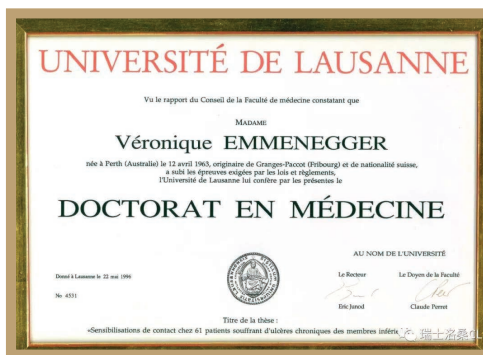 UNIVERSITÉ DE LAUSANNE
Vu le rapport du Conseil de la Faculté de médecine constatant que
MADAME
Véronique EMMENEGGER
née à Perth (Australie) le 12 avril 1963, originaire de Granges-Paccot (Fribourg) et de nationalité suisse,
a subi les épreuves exigées par les lois et règlements,
l'Université de Lausanne lui confère par les présentes le
DOCTORAT EN MÉDECINE
AU NOM DE L'UNIVERSITÉ
Donné à Lausanne le 22 mai 1996
Le Recteur
Le Doyen de la Faculté
No 4531
Eric Junod
Claude Perret
Titre de la thèse :
«Sensibilisations de contact chez 61 patients souffrant d'ulcères chroniques des membres
瑞士洛桑